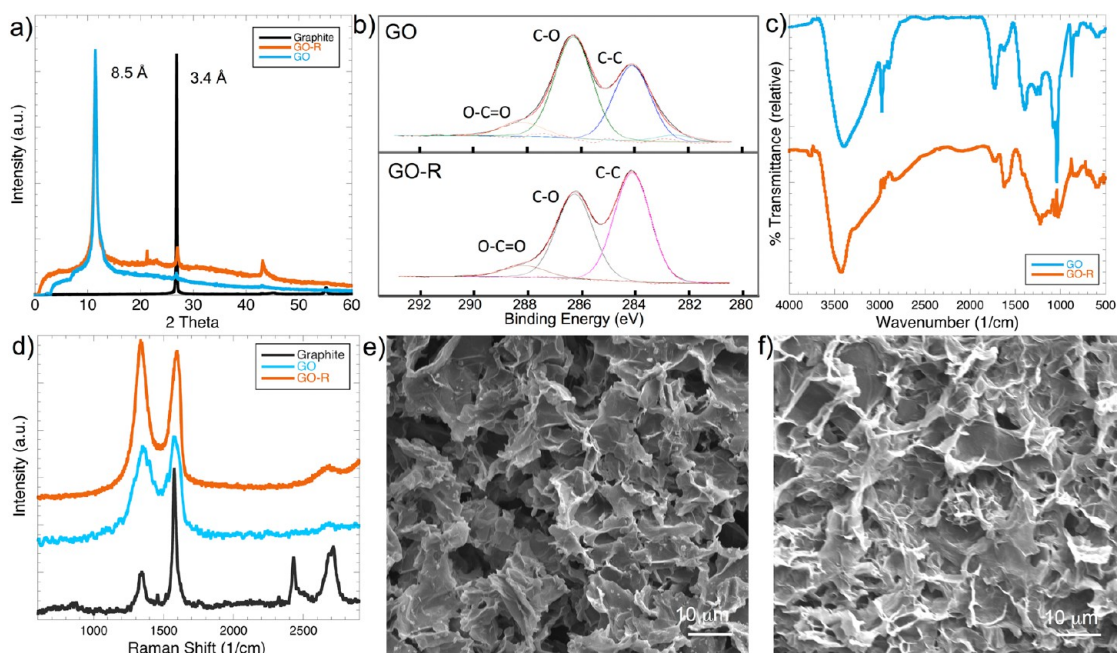 a)
Intensity (a.u.)
8.5 Å
3.4 Å
Graphite
GO-R
GO
0 10 20 30 40 50 60
2 Theta
b)
GO
C-O
C-C
O-C=O
GO-R
C-O
C-C
O-C=O
292 290 288 286 284 282 280
Binding Energy (eV)
c)
% Transmittance (relative)
GO
GO-R
4000 3500 3000 2500 2000 1500 1000 500
Wavenumber (1/cm)
d)
Intensity (a.u.)
Graphite
GO
GO-R
1000 1500 2000 2500
Raman Shift (1/cm)
e)
10 μm
f)
10 μm